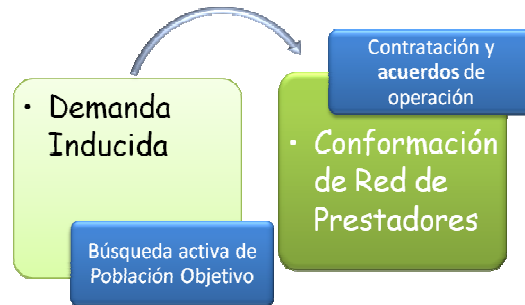 • Demanda
Inducida
Búsqueda activa de
Población Objetivo
Contratación y
acuerdos de
operación
• Conformación
de Red de
Prestadores